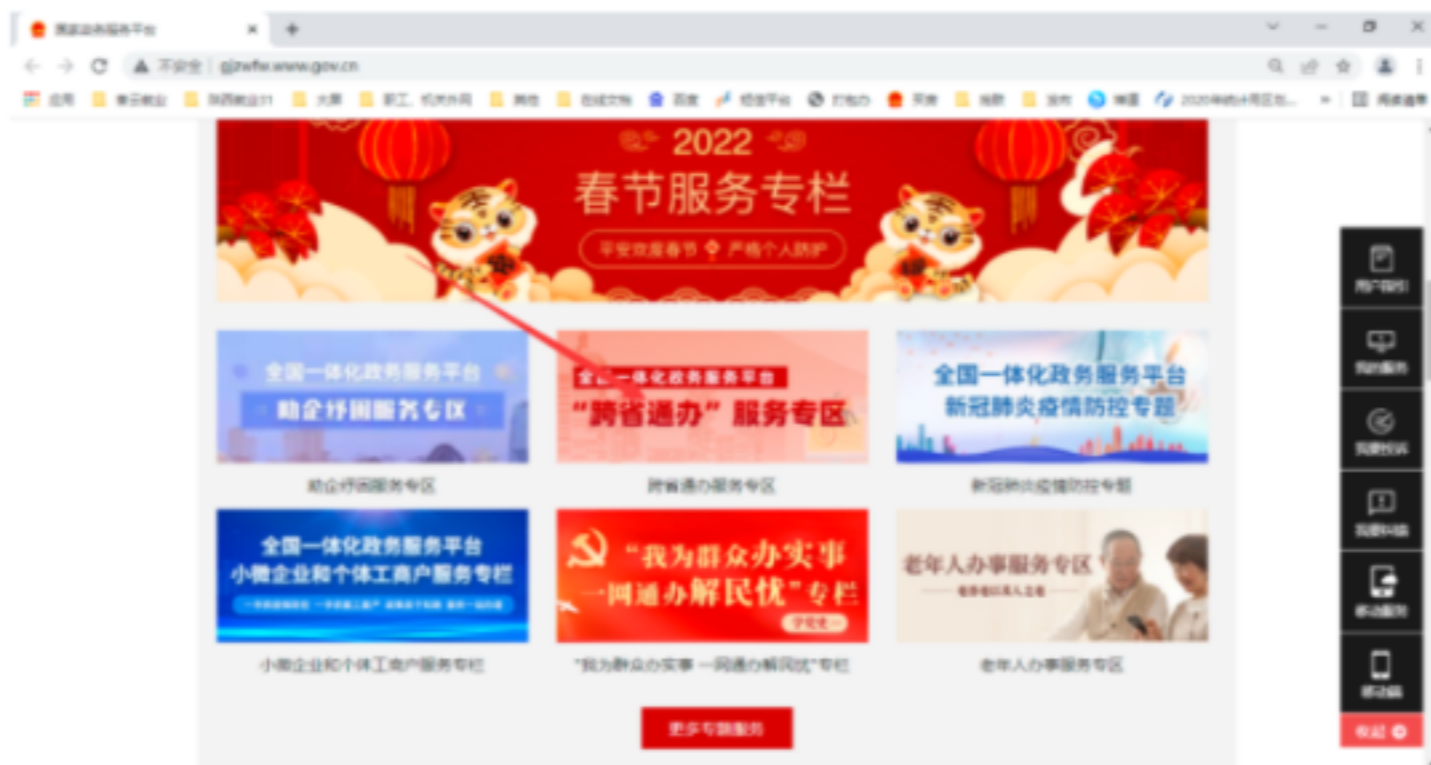 国家政务服务平台
不安全 gjzwfw.www.gov.cn
应用
其他
百度
阅读清单
2022
春节服务专栏
平安欢度春节 严格个人防护
全国一体化政务服务平台
助企纾困服务专区
全国一体化政务服务平台
“跨省通办”服务专区
全国一体化政务服务平台
新冠肺炎疫情防控专题
助企纾困服务专区
跨省通办服务专区
新冠肺炎疫情防控专题
全国一体化政务服务平台
小微企业和个体工商户服务专栏
“我为群众办实事
一网通办解民忧”专栏
学党史
老年人办事服务专区
小微企业和个体工商户服务专栏
"我为群众办实事 一网通办解民忧"专栏
老年人办事服务专区
更多专题服务
用户指引
我的服务
我要投诉
我要纠错
移动服务
移动端
收起